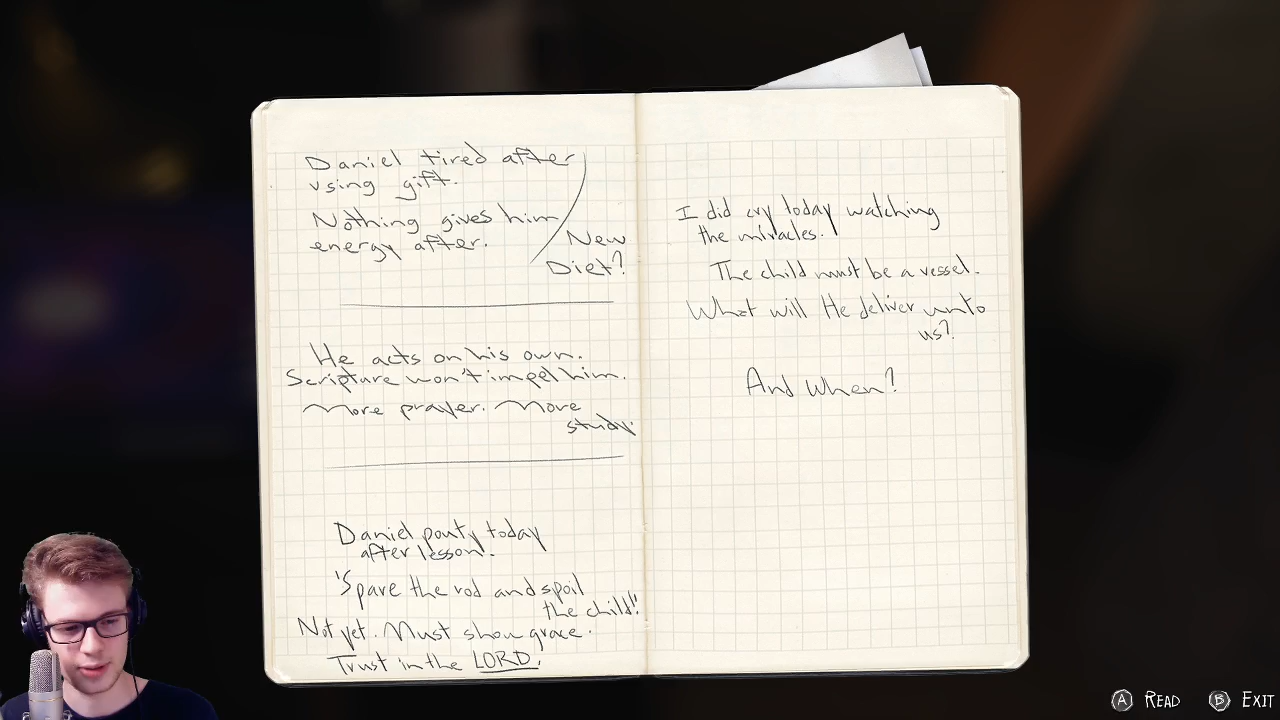 Daniel tired after
using gift.
Nothing gives him
energy after.
New
Diet?
He acts on his own.
Scripture won't impel him.
More prayer. More
study.
Daniel pouty today
after lesson.
'Spare the rod and spoil
the child!'
Not yet. Must show grace.
Trust in the LORD.
I did cry today watching
the miracles.
The child must be a vessel.
What will He deliver unto
us?
And when?
A READ B EXIT